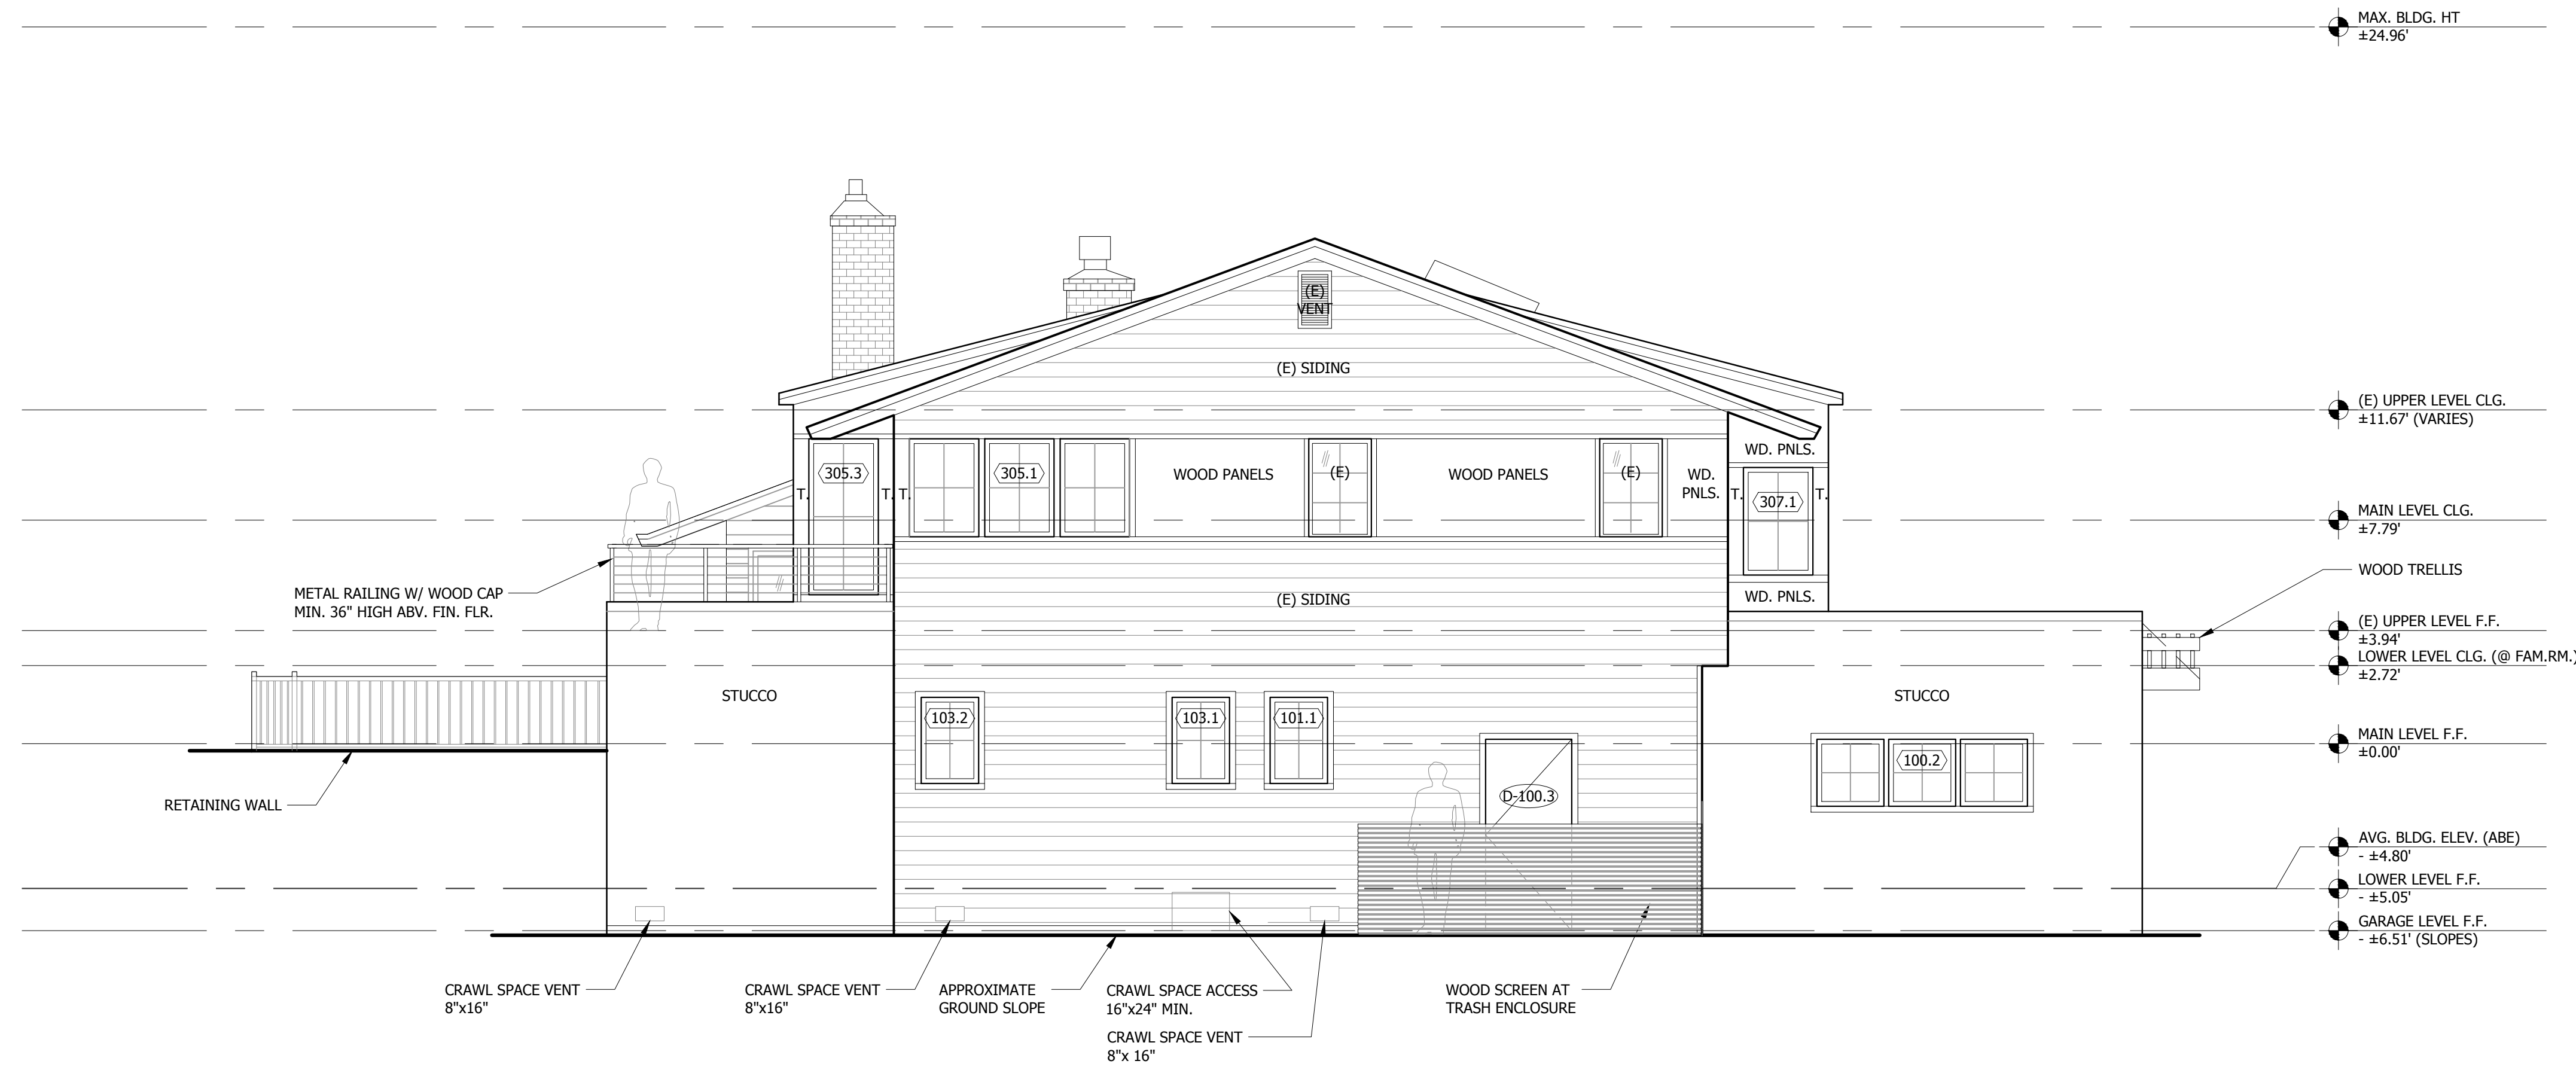 MAX. BLDG. HT
±24.96'
(E)
VENT
(E) SIDING
(E) UPPER LEVEL CLG.
±11.67' (VARIES)
WD. PNLS.
305.3
305.1
WOOD PANELS
(E)
WOOD PANELS
(E)
WD.
PNLS.
T.
T.
T.
T.
307.1
T.
MAIN LEVEL CLG.
±7.79'
WOOD TRELLIS
METAL RAILING W/ WOOD CAP
MIN. 36" HIGH ABV. FIN. FLR.
(E) SIDING
WD. PNLS.
(E) UPPER LEVEL F.F.
±3.94'
LOWER LEVEL CLG. (@ FAM.RM.)
±2.72'
STUCCO
STUCCO
103.2
103.1
101.1
MAIN LEVEL F.F.
±0.00'
100.2
RETAINING WALL
D-100.3
AVG. BLDG. ELEV. (ABE)
- ±4.80'
LOWER LEVEL F.F.
- ±5.05'
GARAGE LEVEL F.F.
- ±6.51' (SLOPES)
CRAWL SPACE VENT
8"x16"
CRAWL SPACE VENT
8"x16"
APPROXIMATE
GROUND SLOPE
CRAWL SPACE ACCESS
16"x24" MIN.
CRAWL SPACE VENT
8"x 16"
WOOD SCREEN AT
TRASH ENCLOSURE